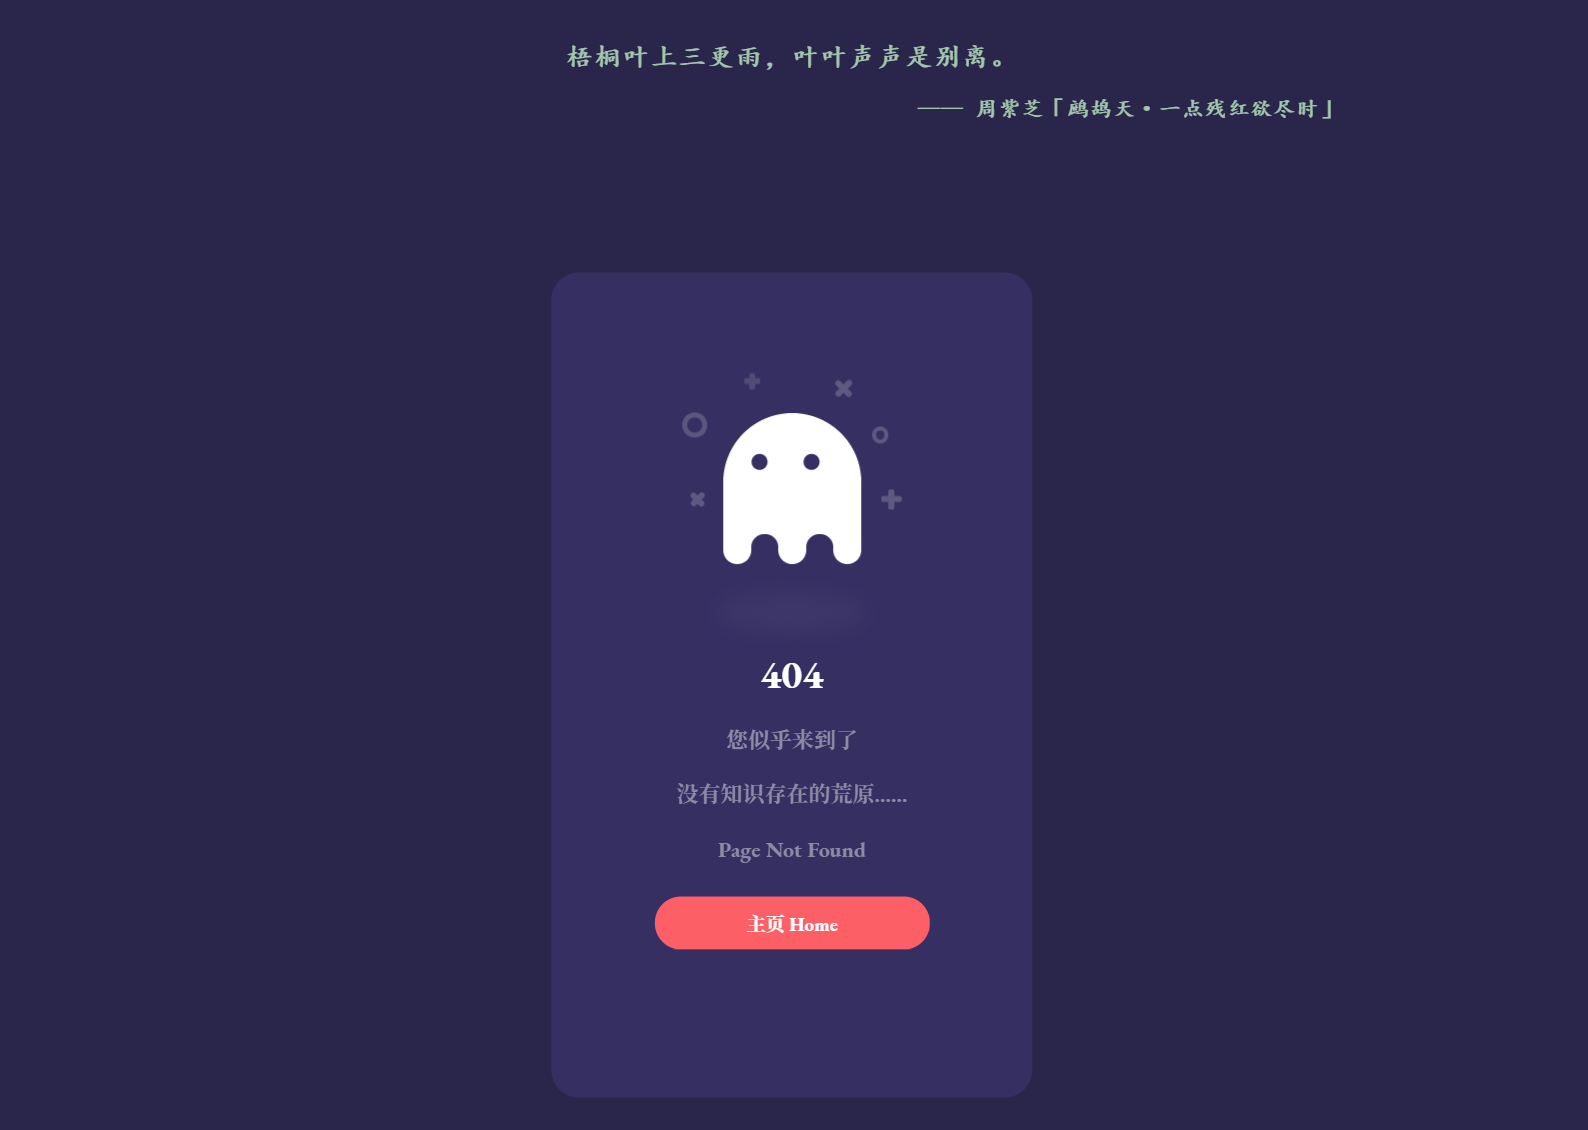 梧桐叶上三更雨，叶叶声声是别离。
—— 周紫芝「鹧鸪天·一点残红欲尽时」
404
您似乎来到了
没有知识存在的荒原......
Page Not Found
主页 Home